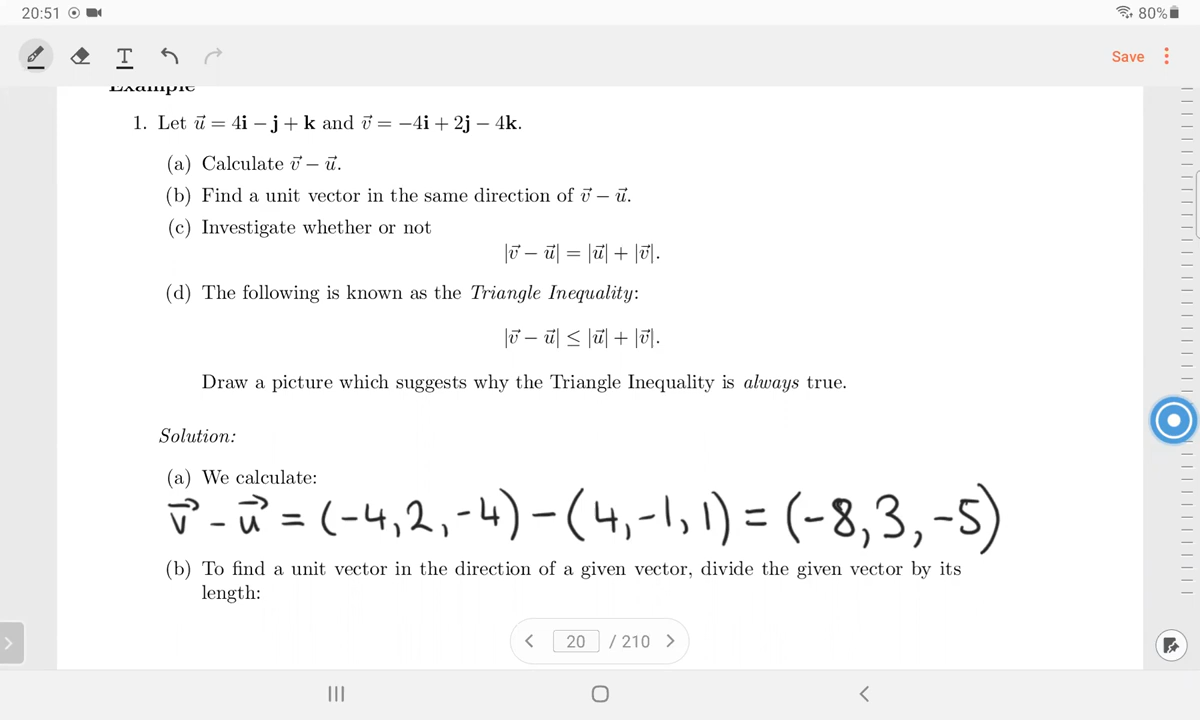 20:51
80%
T
Save
Example
1. Let u⃗ = 4i − j + k and v⃗ = −4i + 2j − 4k.
(a) Calculate v⃗ − u⃗.
(b) Find a unit vector in the same direction of v⃗ − u⃗.
(c) Investigate whether or not
|v⃗ − u⃗| = |u⃗| + |v⃗|.
(d) The following is known as the Triangle Inequality:
|v⃗ − u⃗| ≤ |u⃗| + |v⃗|.
Draw a picture which suggests why the Triangle Inequality is always true.
Solution:
(a) We calculate:
v⃗ - u⃗ = (-4,2,-4) - (4,-1,1) = (-8,3,-5)
(b) To find a unit vector in the direction of a given vector, divide the given vector by its
length:
20 / 210